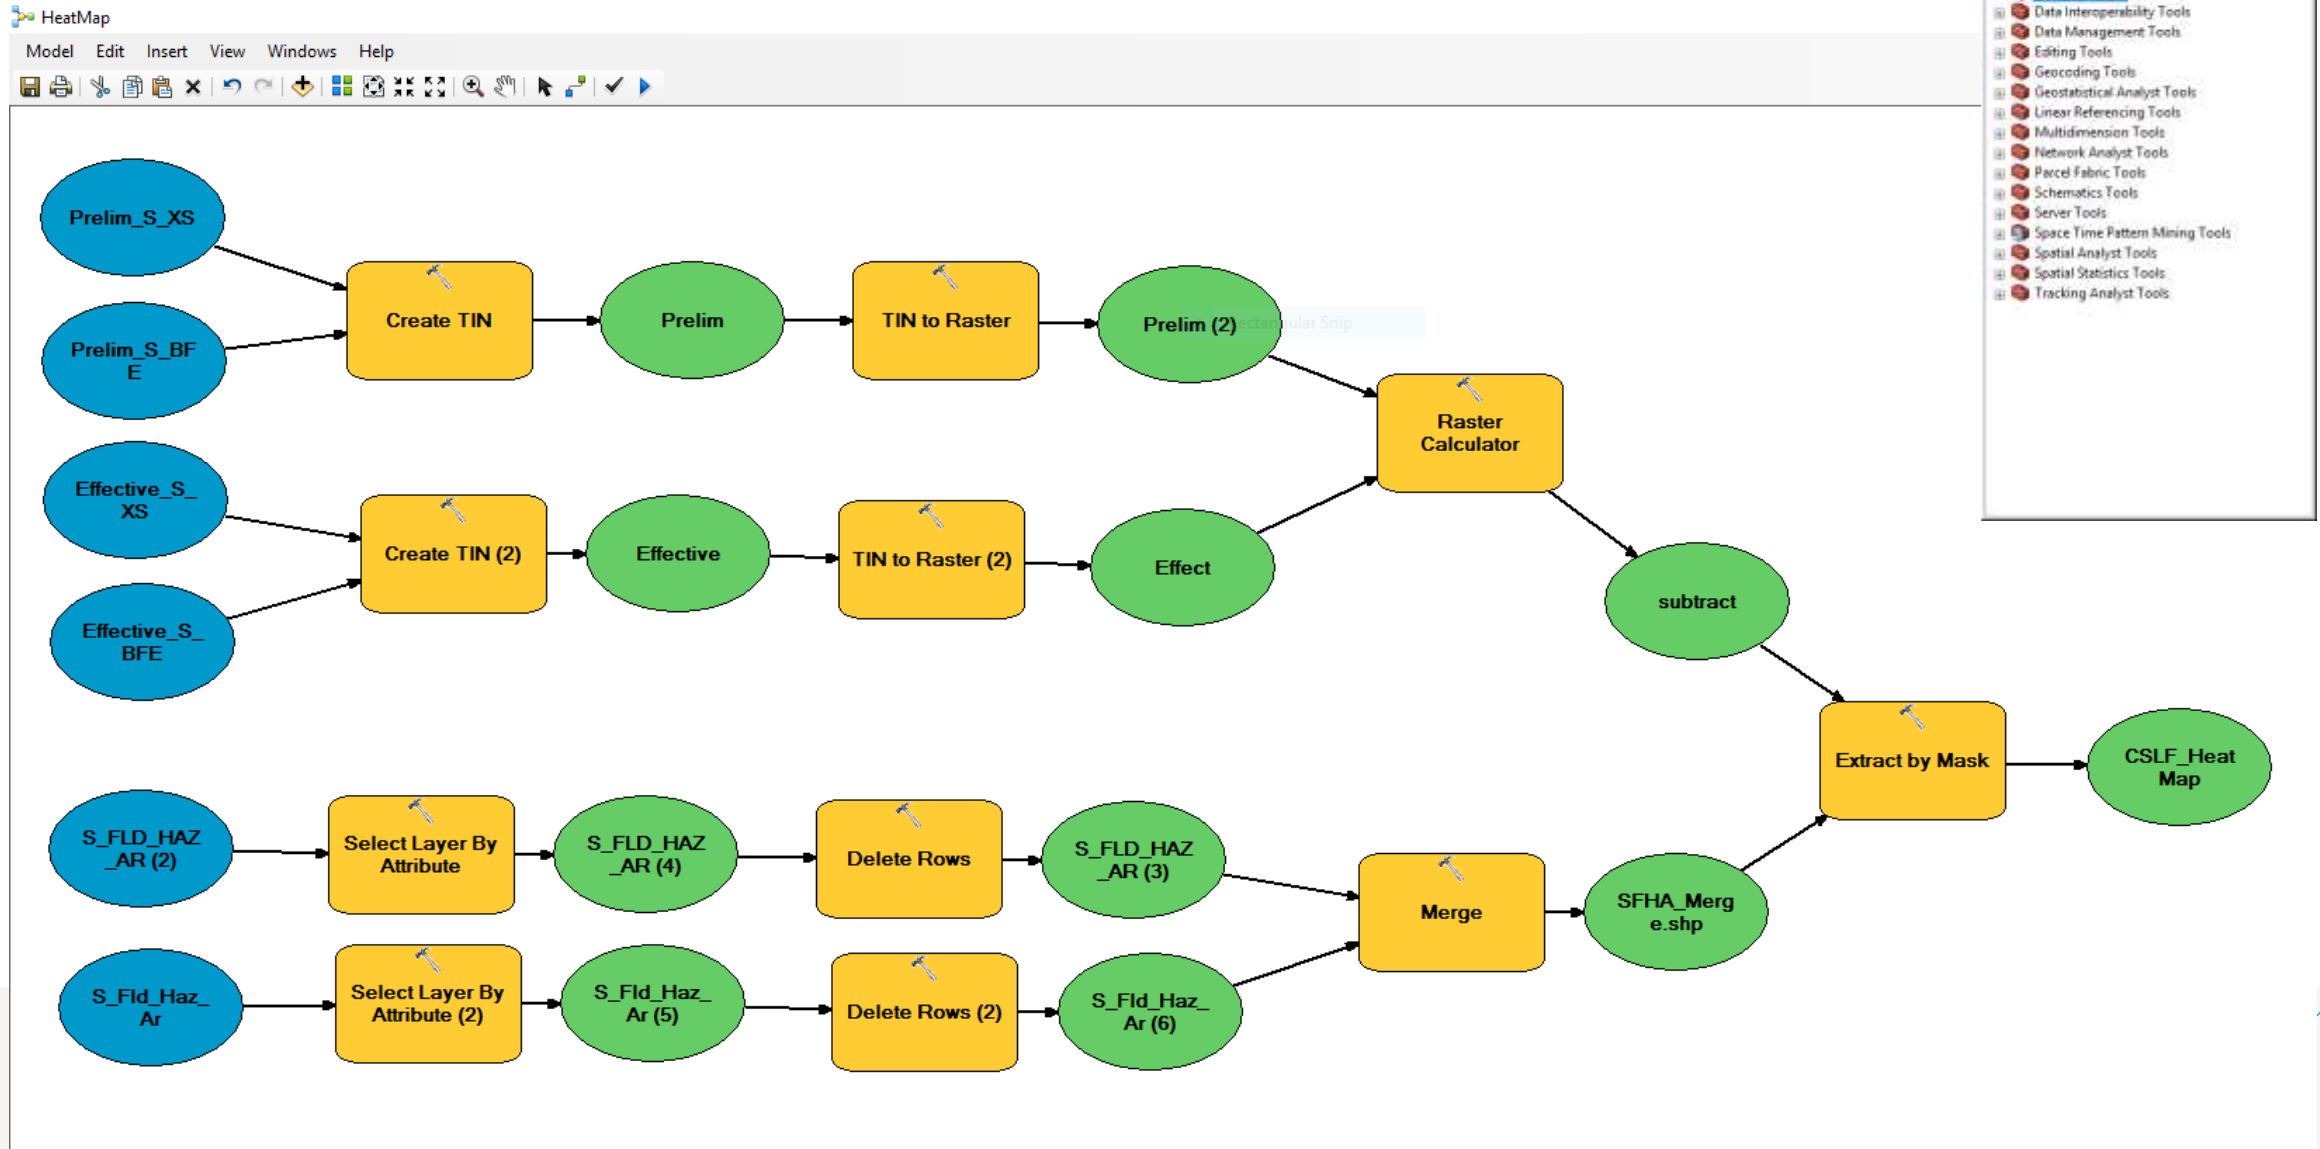 HeatMap
Model Edit Insert View Windows Help
Data Interoperability Tools
Data Management Tools
Editing Tools
Geocoding Tools
Geostatistical Analyst Tools
Linear Referencing Tools
Multidimension Tools
Network Analyst Tools
Parcel Fabric Tools
Schematics Tools
Server Tools
Space Time Pattern Mining Tools
Spatial Analyst Tools
Spatial Statistics Tools
Tracking Analyst Tools
Prelim_S_XS
Prelim_S_BF
E
Create TIN
Prelim
TIN to Raster
Prelim (2)
Snip
Raster
Calculator
Effective_S_
XS
Effective_S_
BFE
Create TIN (2)
Effective
TIN to Raster (2)
Effect
subtract
S_FLD_HAZ
_AR (2)
Select Layer By
Attribute
S_FLD_HAZ
_AR (4)
Delete Rows
S_FLD_HAZ
_AR (3)
Merge
SFHA_Merg
e.shp
Extract by Mask
CSLF_Heat
Map
S_Fld_Haz_
Ar
Select Layer By
Attribute (2)
S_Fld_Haz_
Ar (5)
Delete Rows (2)
S_Fld_Haz_
Ar (6)